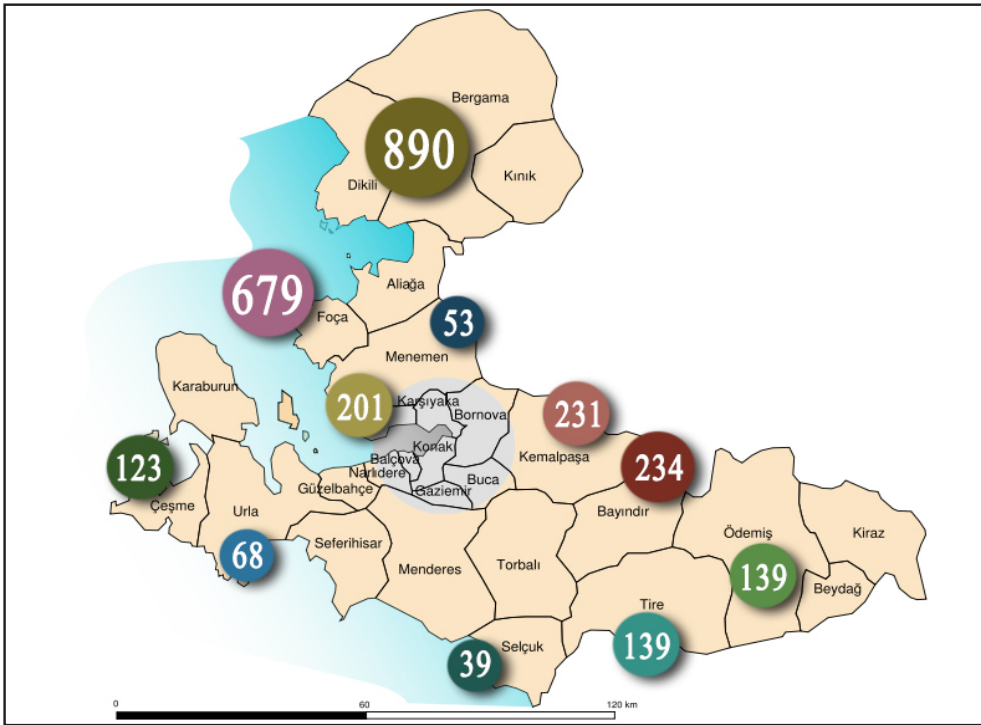 Bergama
890
Kınık
Dikili
Aliağa
679
Foça
53
Menemen
Karaburun
201
Karşıyaka
Bornova
231
Konak
Kemalpaşa
Balçova
123
Narlıdere
234
Buca
Güzelbahçe
Gaziemir
Çeşme
Urla
Bayındır
Ödemiş
Kiraz
Seferihisar
68
Menderes
Torbalı
139
Beydağ
Tire
139
Selçuk
39
0
60
120 km